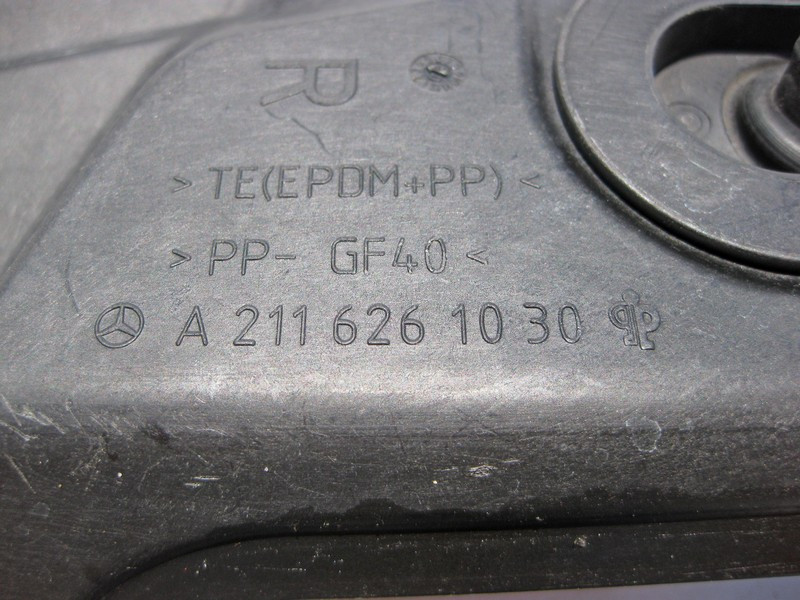 R
> TE(EPDM+PP) <
> PP- GF40 <
A 211 626 10 30